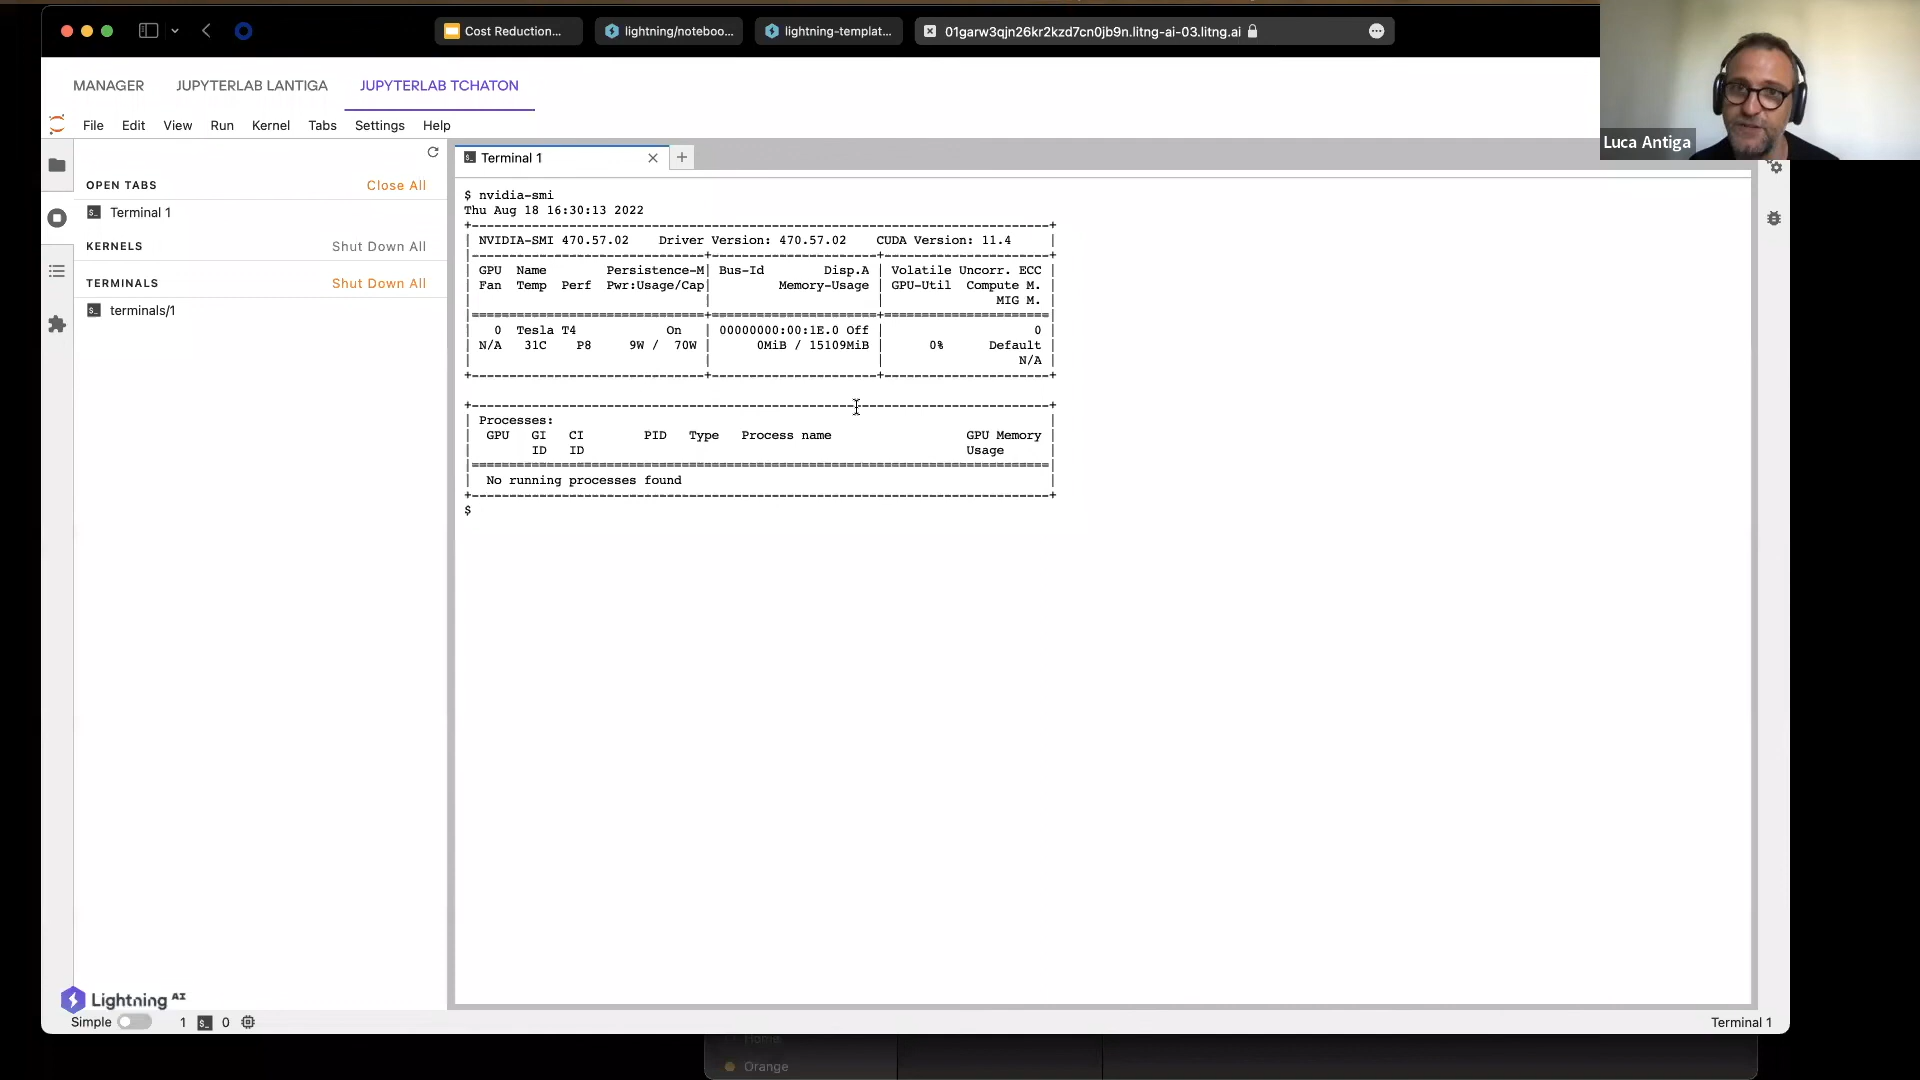 Cost Reduction...
lightning/noteboo...
lightning-templat...
01garw3qjn26kr2kzd7cn0jb9n.litng-ai-03.litng.ai
MANAGER
JUPYTERLAB LANTIGA
JUPYTERLAB TCHATON
Luca Antiga
File Edit View Run Kernel Tabs Settings Help
OPEN TABS Close All
Terminal 1
KERNELS Shut Down All
TERMINALS Shut Down All
terminals/1
Terminal 1
$ nvidia-smi
Thu Aug 18 16:30:13 2022
+-----------------------------------------------------------------------------+
| NVIDIA-SMI 470.57.02    Driver Version: 470.57.02    CUDA Version: 11.4     |
|-------------------------------+----------------------+----------------------+
| GPU  Name        Persistence-M| Bus-Id        Disp.A | Volatile Uncorr. ECC |
| Fan  Temp  Perf  Pwr:Usage/Cap|         Memory-Usage | GPU-Util  Compute M. |
|                               |                      |               MIG M. |
|===============================+======================+======================|
|   0  Tesla T4            On   | 00000000:00:1E.0 Off |                    0 |
| N/A   31C    P8     9W /  70W |      0MiB / 15109MiB |      0%      Default |
|                               |                      |                  N/A |
+-------------------------------+----------------------+----------------------+
+-----------------------------------------------------------------------------+
| Processes:                                                                  |
|  GPU   GI   CI        PID   Type   Process name                  GPU Memory |
|        ID   ID                                                   Usage      |
|=============================================================================|
|  No running processes found                                                 |
+-----------------------------------------------------------------------------+
$
Lightning AI
Simple 1 0
Terminal 1
Home
Orange